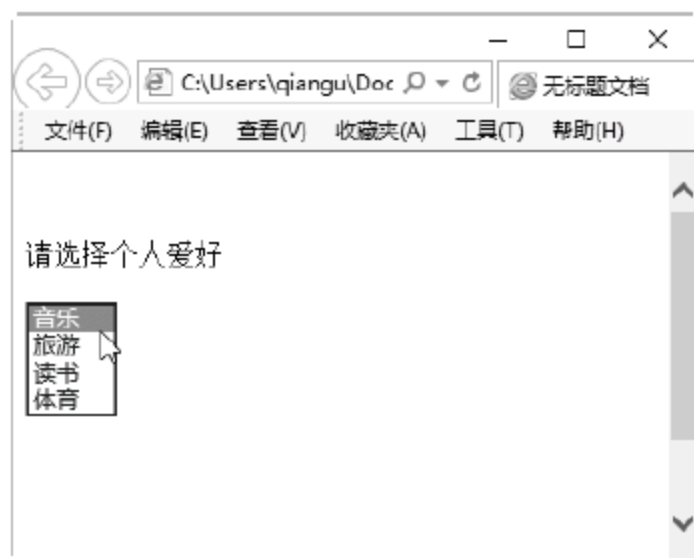 C:\Users\qiangu\Doc
无标题文档
文件(F) 编辑(E) 查看(V) 收藏夹(A) 工具(T) 帮助(H)
请选择个人爱好
音乐
旅游
读书
体育